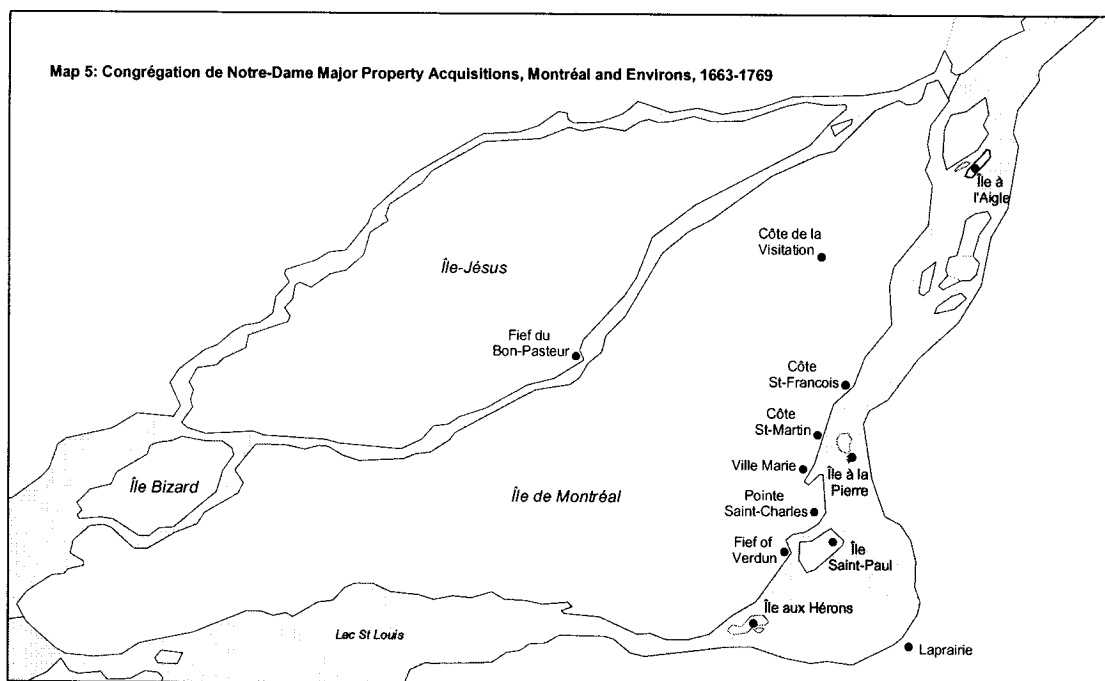 Map 5: Congrégation de Notre-Dame Major Property Acquisitions, Montréal and Environs, 1663-1769
Île à
l'Aigle
Côte de la
Visitation
Île-Jésus
Fief du
Bon-Pasteur
Côte
St-Francois
Côte
St-Martin
Ville Marie
Île à la
Pierre
Île Bizard
Île de Montréal
Pointe
Saint-Charles
Fief of
Verdun
Île
Saint-Paul
Île aux Hérons
Lac St Louis
Laprairie